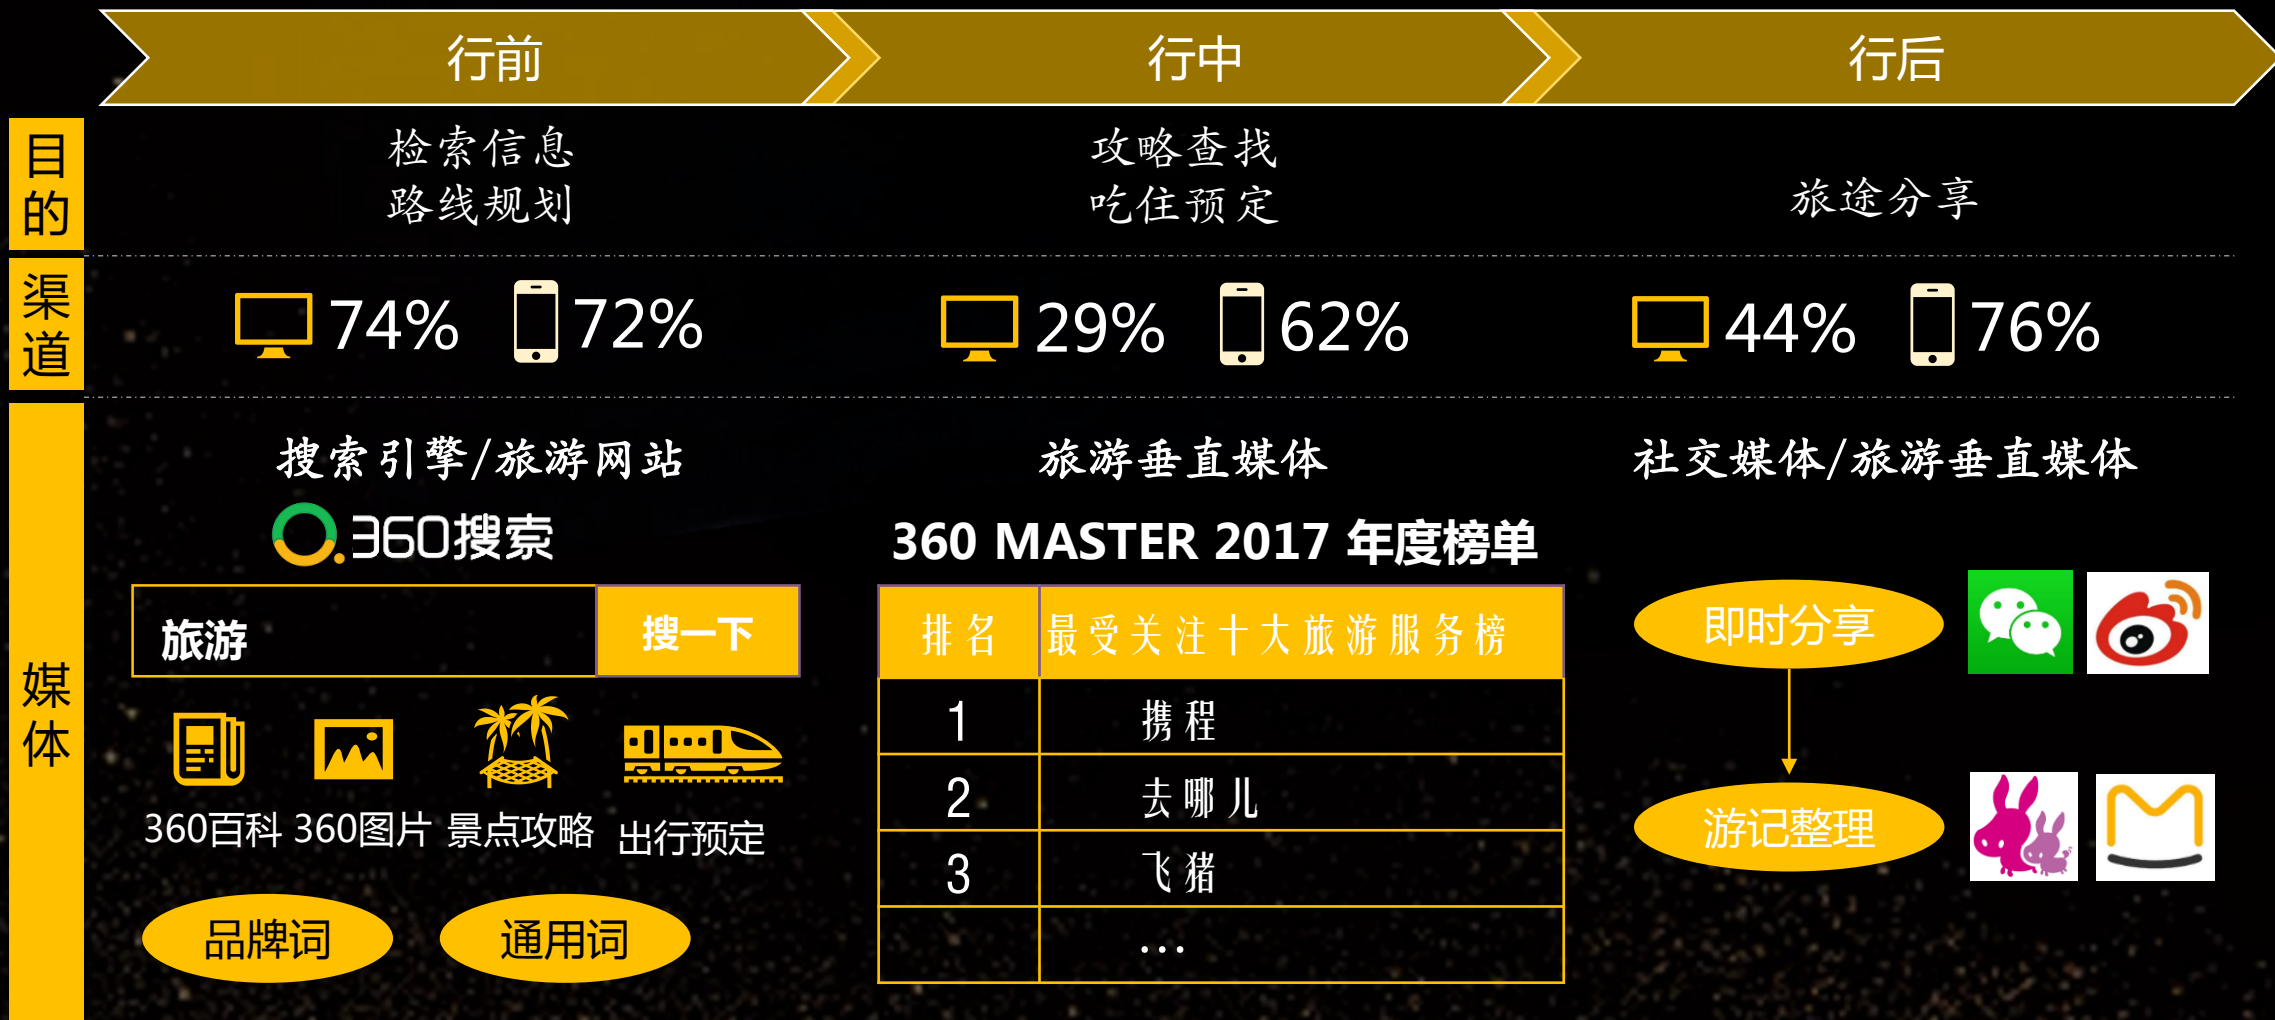 行前
行中
行后
目的
检索信息
路线规划
攻略查找
吃住预定
旅途分享
渠道
74%
72%
29%
62%
44%
76%
媒体
搜索引擎/旅游网站
360搜索
旅游
搜一下
360百科
360图片
景点攻略
出行预定
品牌词
通用词
旅游垂直媒体
360 MASTER 2017 年度榜单
排名 最受关注十大旅游服务榜
1 携程
2 去哪儿
3 飞猪
...
社交媒体/旅游垂直媒体
即时分享
游记整理